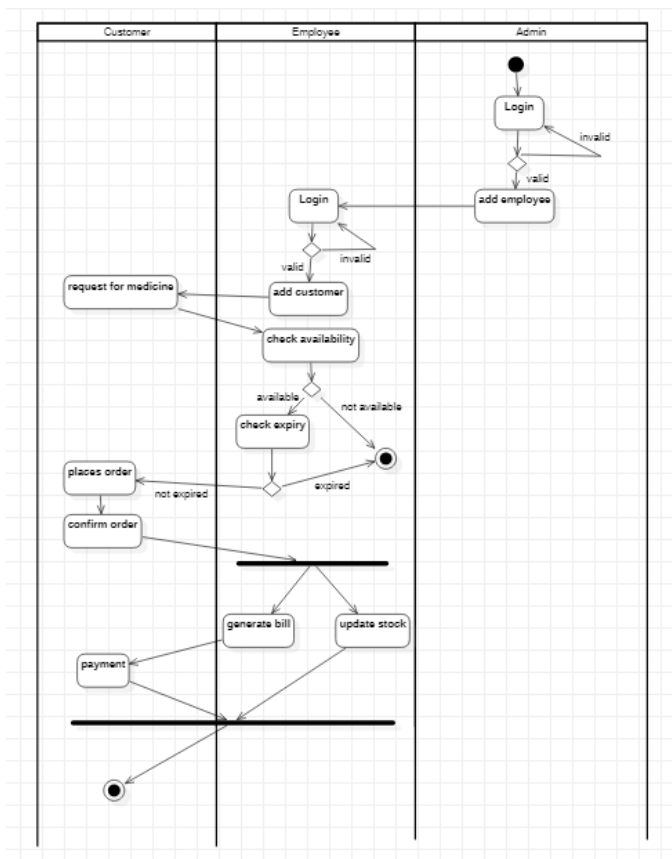 Customer
Employee
Admin
Login
invalid
valid
add employee
Login
invalid
valid
add customer
request for medicine
check availability
available
not available
check expiry
expired
not expired
places order
confirm order
generate bill
update stock
payment